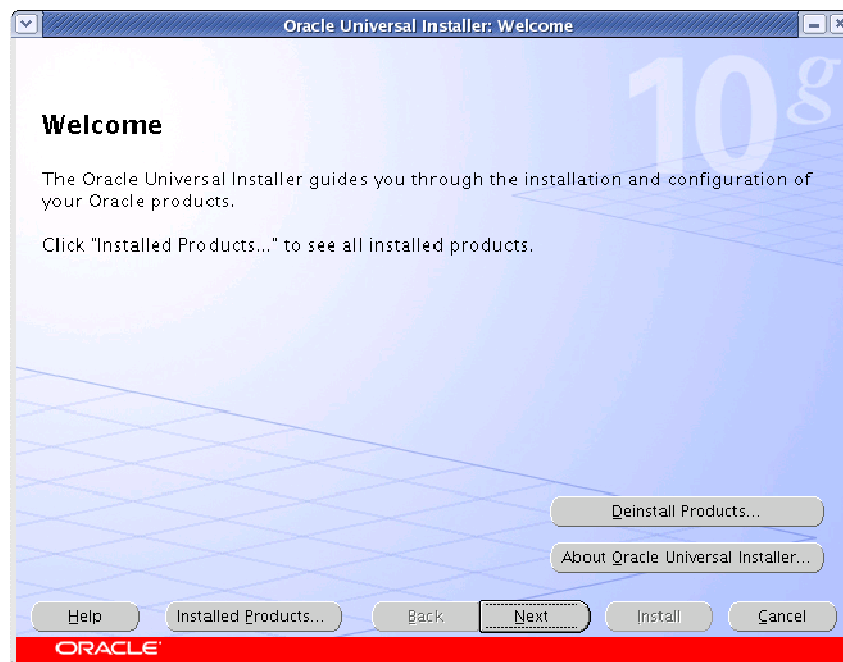 Oracle Universal Installer: Welcome
10g
Welcome
The Oracle Universal Installer guides you through the installation and configuration of
your Oracle products.
Click "Installed Products..." to see all installed products.
Deinstall Products...
About Oracle Universal Installer...
Help
Installed Products...
Back
Next
Install
Cancel
ORACLE